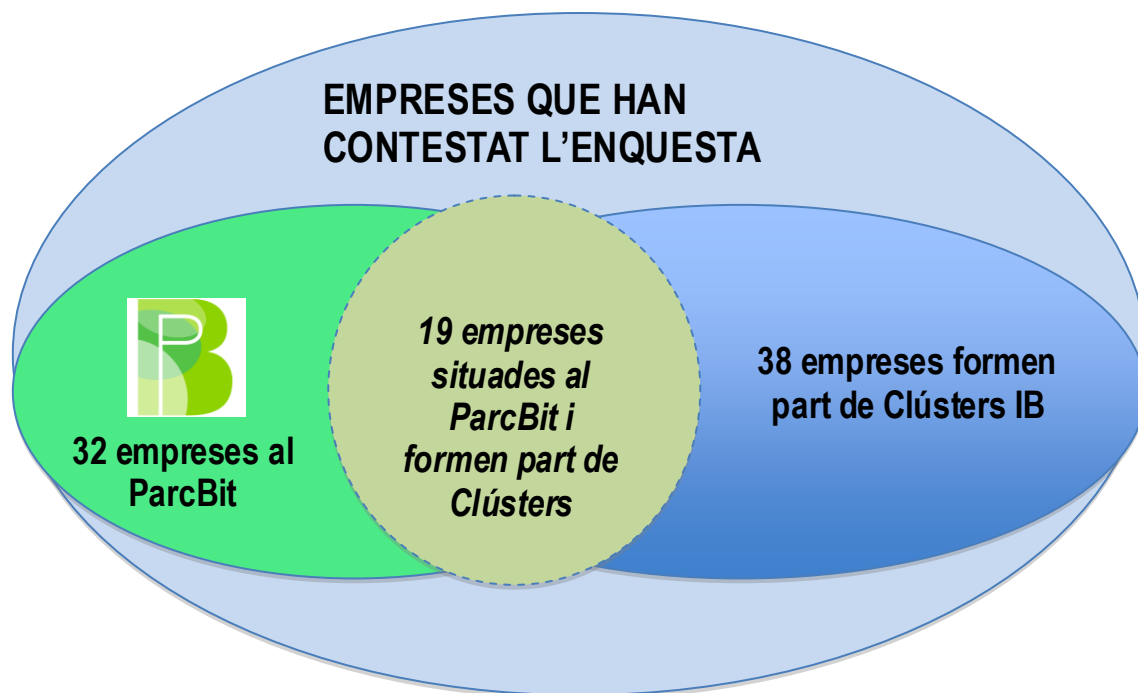 EMPRESES QUE HAN
CONTESTAT L’ENQUESTA
PB
32 empreses al
ParcBit
19 empreses
situades al
ParcBit i
formen part de
Clústers
38 empreses formen
part de Clústers IB